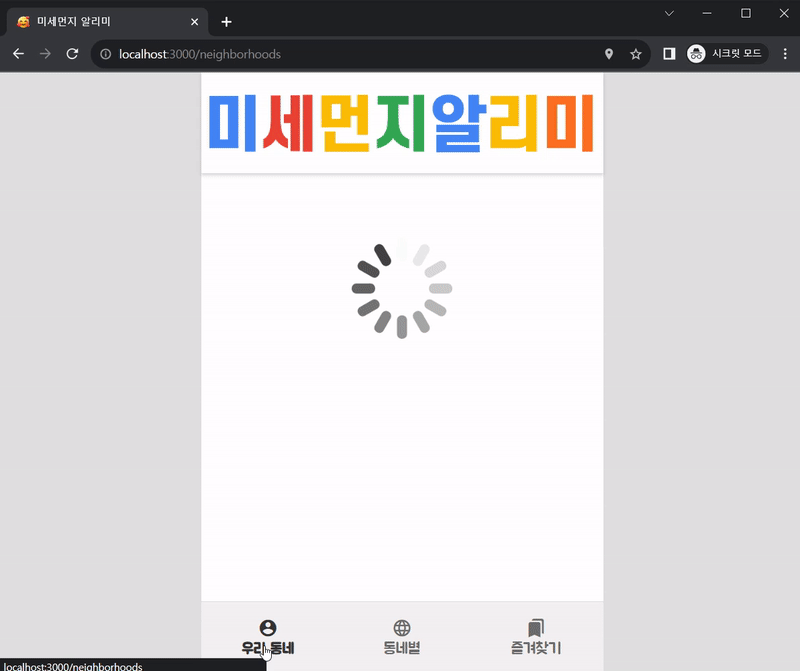 미세먼지 알리미
localhost:3000/neighborhoods
시크릿 모드
미세먼지알리미
우리 동네
동네별
즐겨찾기
localhost:3000/neighborhoods